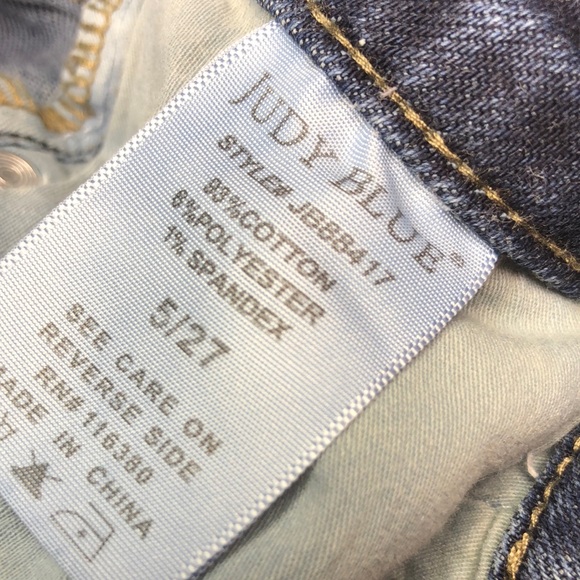 JUDY BLUE®
STYLE# JB88417
93%COTTON
6%POLYESTER
1% SPANDEX
5/27
SEE CARE ON
REVERSE SIDE
RN# 116380
MADE IN CHINA